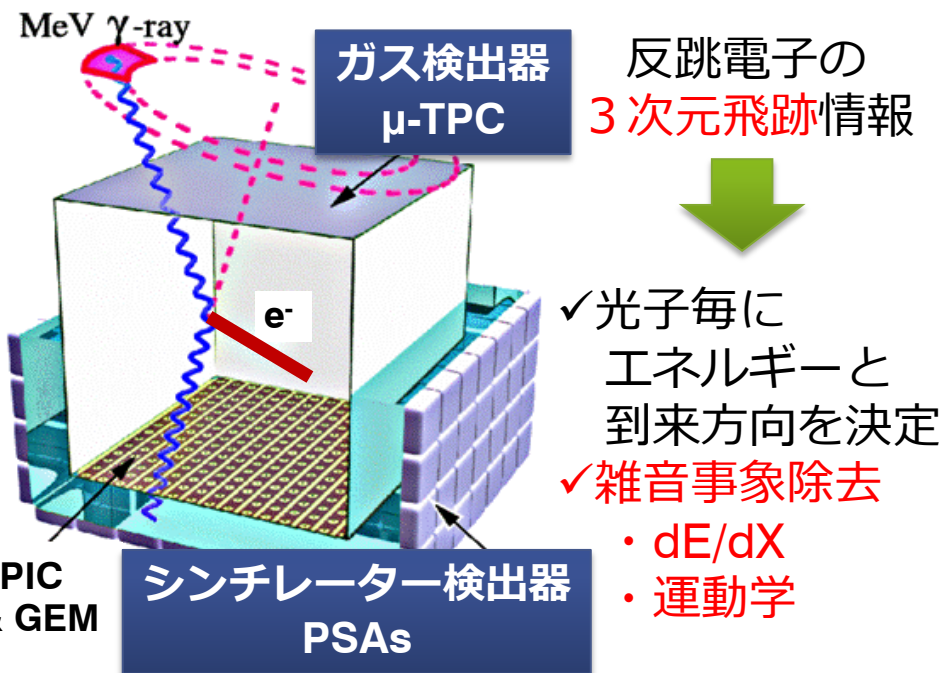 MeV γ-ray
ガス検出器
μ-TPC
反跳電子の
３次元飛跡情報
e-
✓光子毎に
エネルギーと
到来方向を決定
✓雑音事象除去
・dE/dX
・運動学
PIC
& GEM
シンチレーター検出器
PSAs